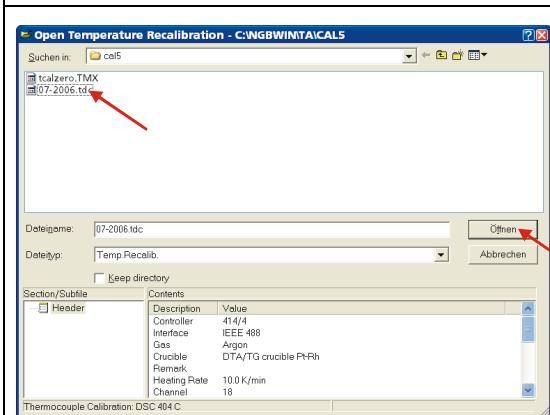 Open Temperature Recalibration - C:\NGBWIN\TA\CAL5
Suchen in: cal5
tcalzero.TMX
07-2006.tdc
Dateiname: 07-2006.tdc Öffnen
Dateityp: Temp.Recalib. Abbrechen
Keep directory
Section/Subfile Contents
Header
Description Value
Controller 414/4
Interface IEEE 488
Gas Argon
Crucible DTA/TG crucible Pt-Rh
Remark
Heating Rate 10.0 K/min
Channel 18
Thermocouple Calibration: DSC 404 C